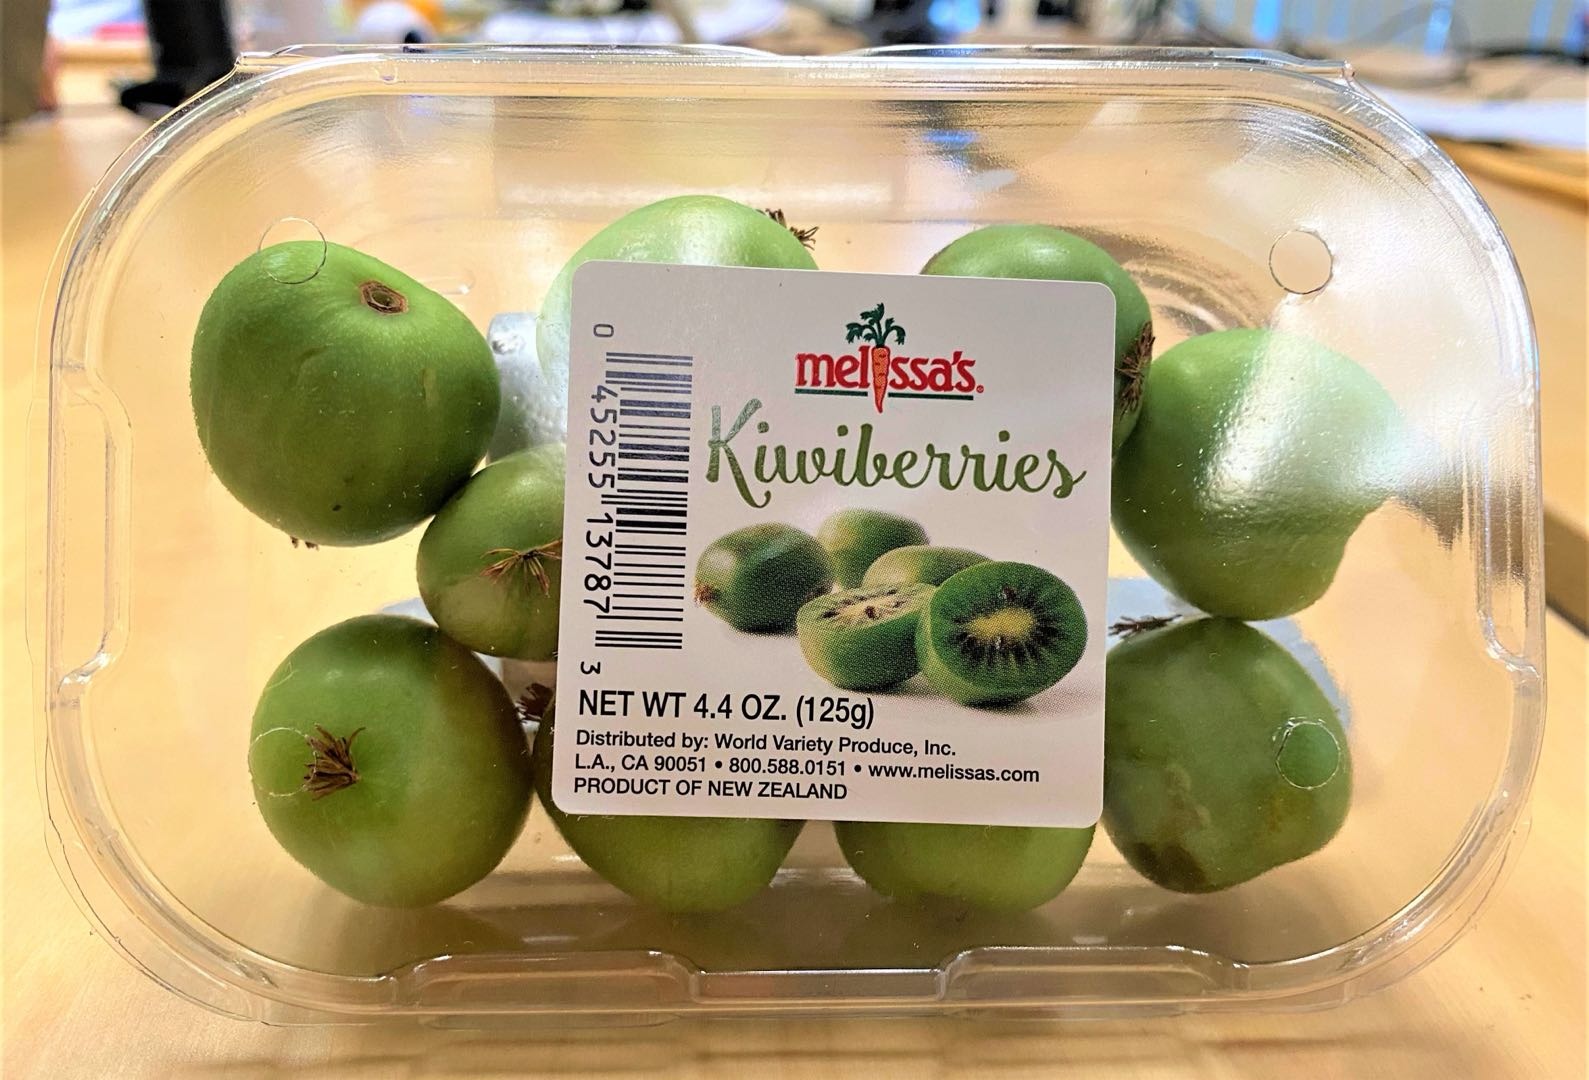 melissa's®
Kiwiberries
0 45255 13787 3
NET WT 4.4 OZ. (125g)
Distributed by: World Variety Produce, Inc.
L.A., CA 90051 • 800.588.0151 • www.melissas.com
PRODUCT OF NEW ZEALAND